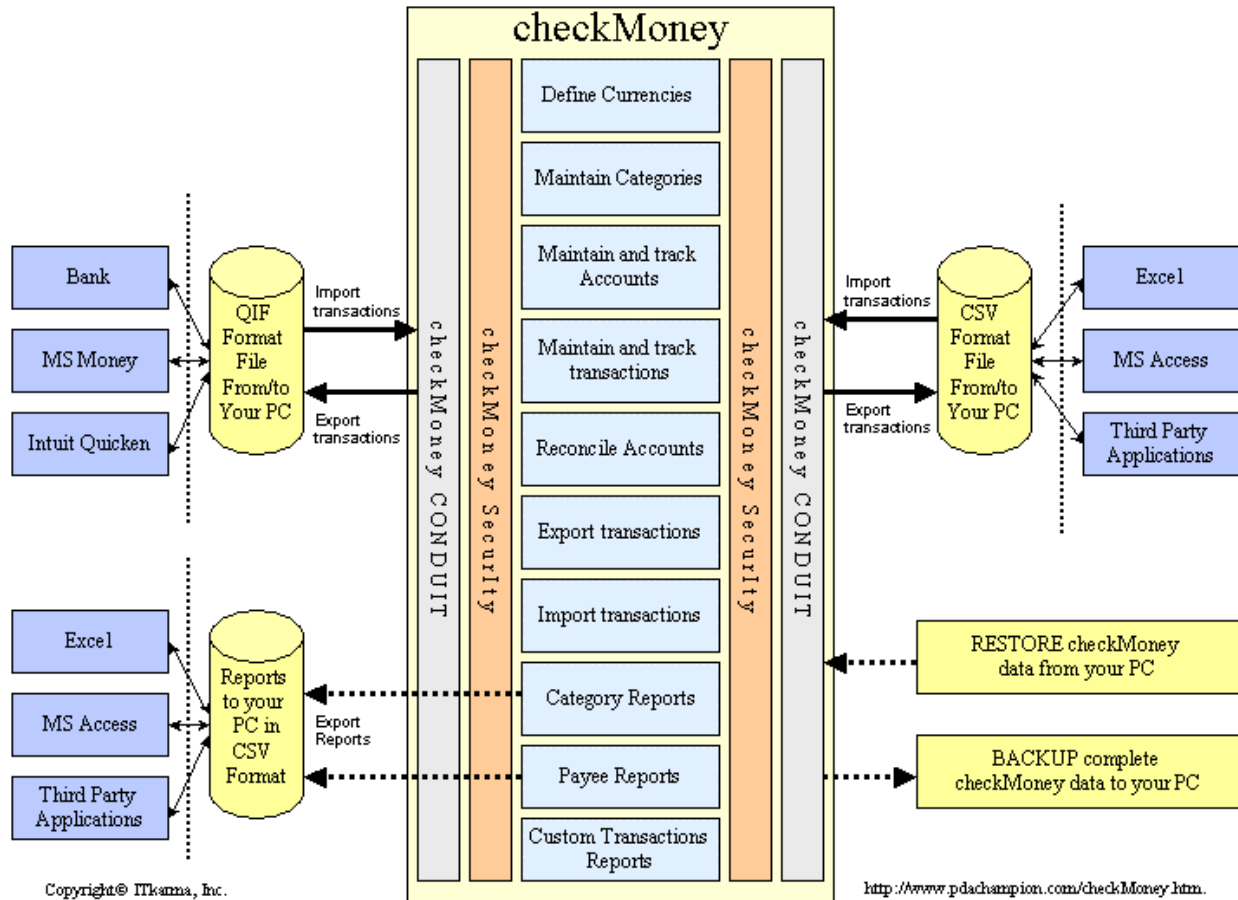 checkMoney
Define Currencies
Maintain Categories
Maintain and track
Accounts
Maintain and track
transactions
Reconcile Accounts
Export transactions
Import transactions
Category Reports
Payee Reports
Custom Transactions
Reports
checkMoney CONDUIT
checkMoney SecurIty
checkMoney SecurIty
checkMoney CONDUIT
Bank
MS Money
Intuit Quicken
QIF
Format
File
From/to
Your PC
Import
transactions
Export
transactions
Import
transactions
Export
transactions
CSV
Format
File
From/to
Your PC
Excel
MS Access
Third Party
Applications
Excel
MS Access
Third Party
Applications
Reports
to your
PC in
CSV
Format
Export
Reports
RESTORE checkMoney
data from your PC
BACKUP complete
checkMoney data to your PC
Copyright© ITkarma, Inc.
http://www.pdachampion.com/checkMoney.htm.